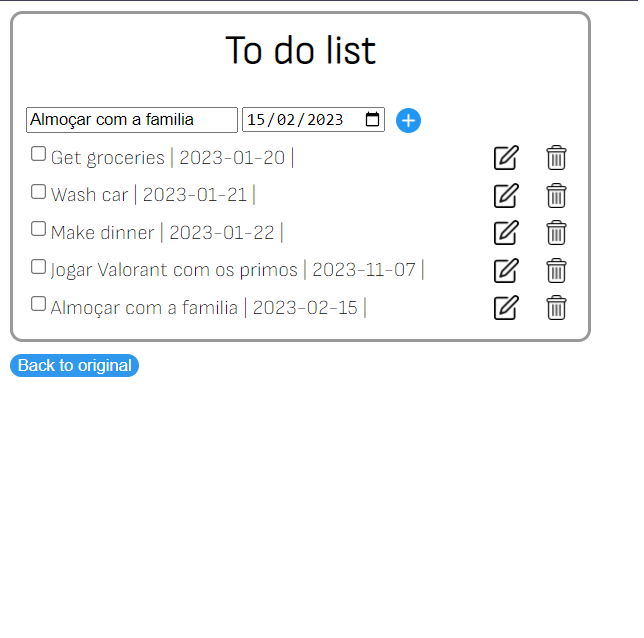 To do list
Almoçar com a familia 15/02/2023
Get groceries | 2023-01-20 |
Wash car | 2023-01-21 |
Make dinner | 2023-01-22 |
Jogar Valorant com os primos | 2023-11-07 |
Almoçar com a familia | 2023-02-15 |
Back to original